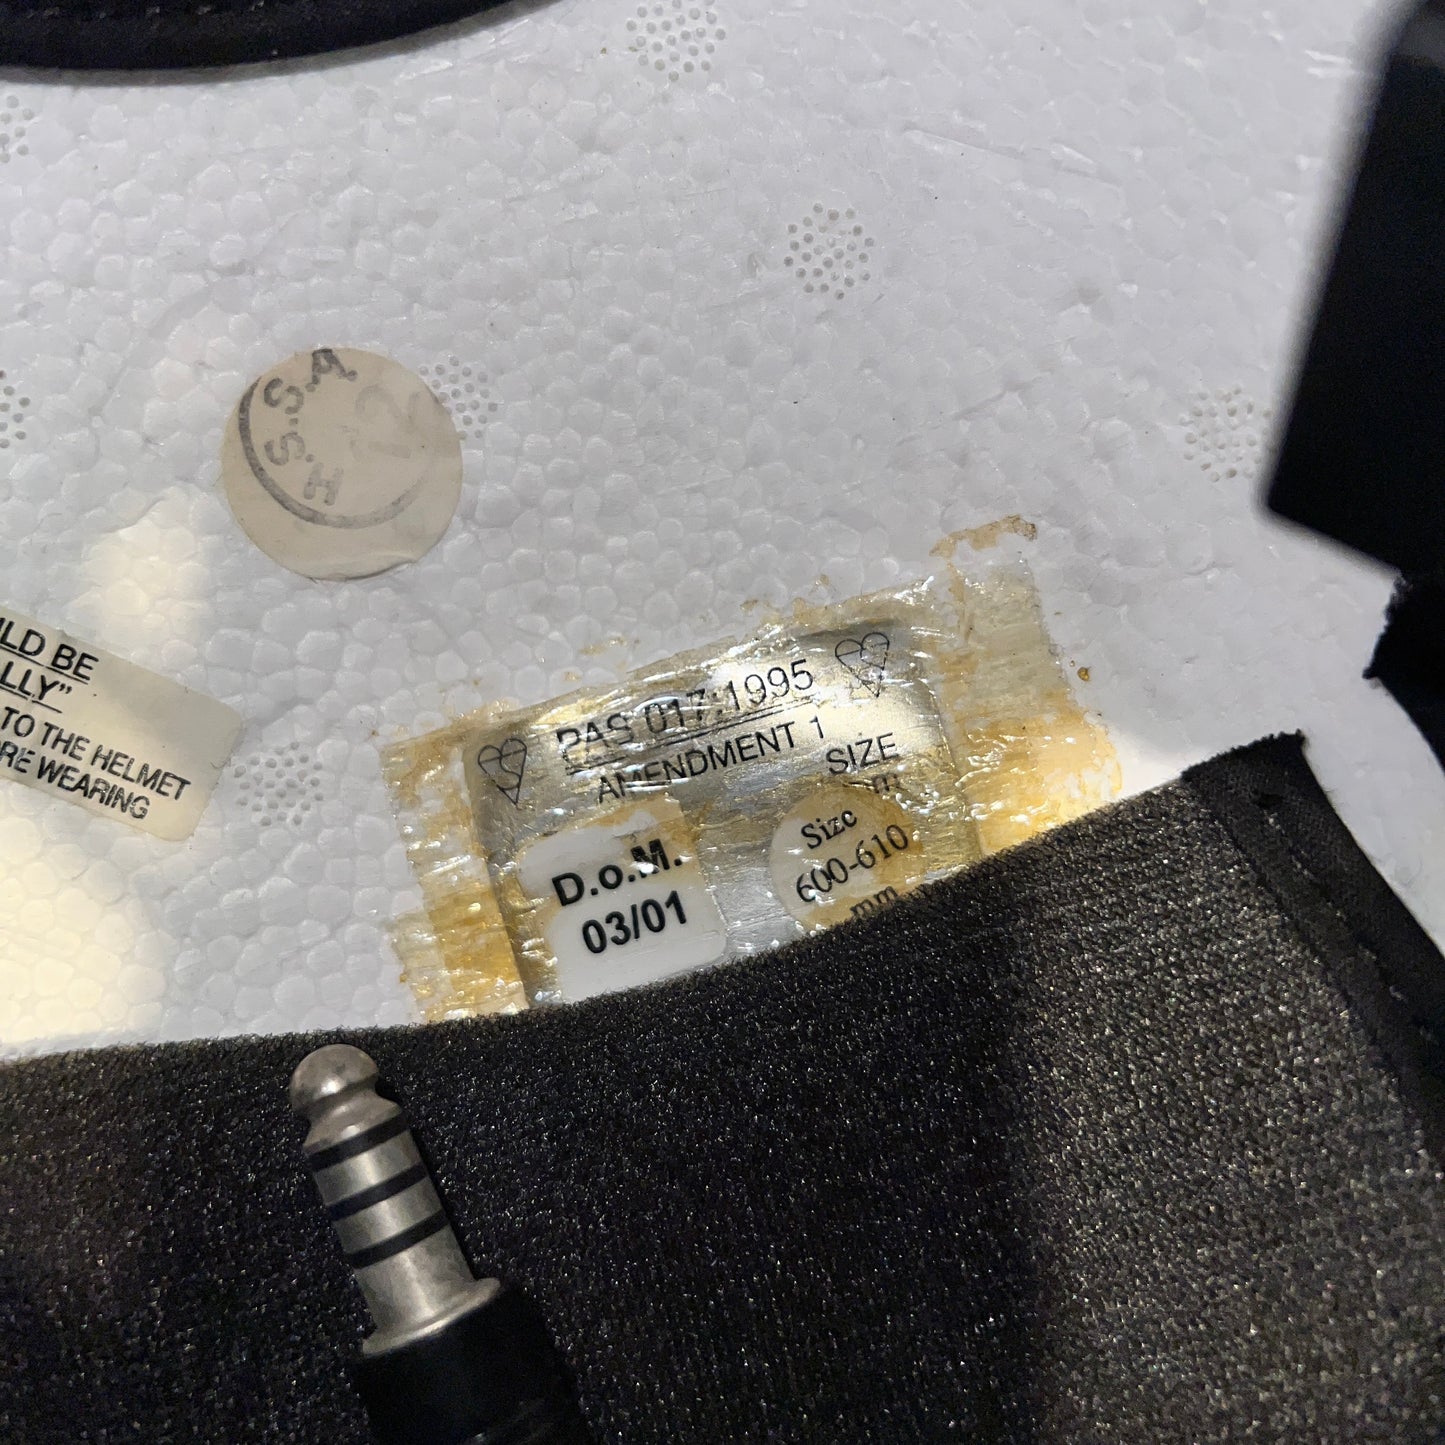 H.S.S.A.
72
LD BE
LLY”
TO THE HELMET
RE WEARING
PAS 017:1995
AMENDMENT 1
SIZE
D.o.M.
03/01
Size
600-610
mm